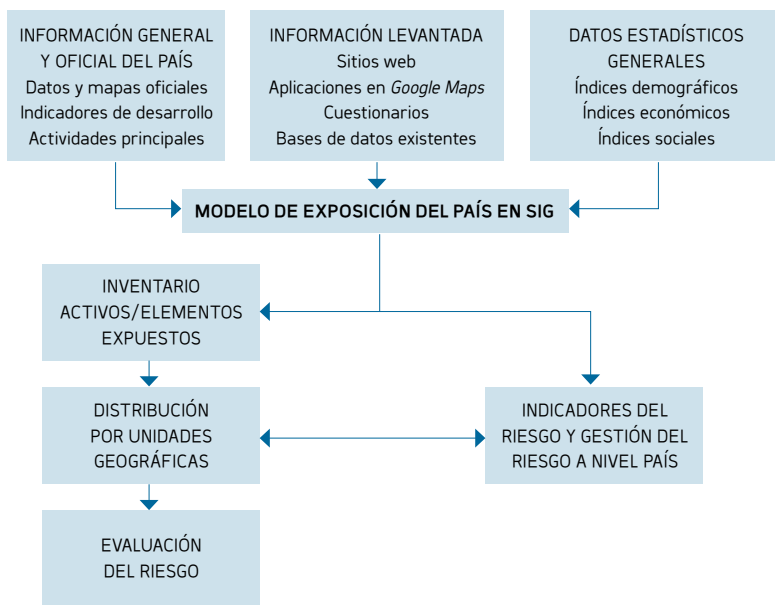 INFORMACIÓN GENERAL
Y OFICIAL DEL PAÍS
Datos y mapas oficiales
Indicadores de desarrollo
Actividades principales
INFORMACIÓN LEVANTADA
Sitios web
Aplicaciones en Google Maps
Cuestionarios
Bases de datos existentes
DATOS ESTADÍSTICOS
GENERALES
Índices demográficos
Índices económicos
Índices sociales
MODELO DE EXPOSICIÓN DEL PAÍS EN SIG
INVENTARIO
ACTIVOS/ELEMENTOS
EXPUESTOS
DISTRIBUCIÓN
POR UNIDADES
GEOGRÁFICAS
INDICADORES DEL
RIESGO Y GESTIÓN DEL
RIESGO A NIVEL PAÍS
EVALUACIÓN
DEL RIESGO